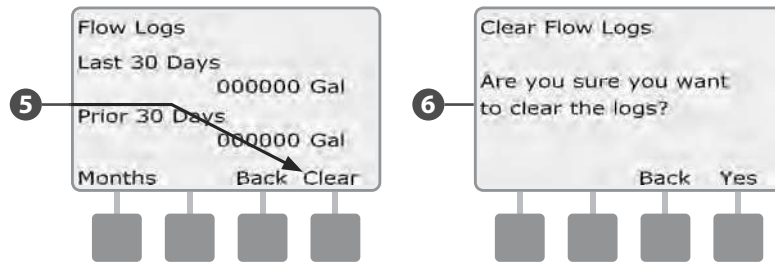 Flow Logs
Last 30 Days
000000 Gal
Prior 30 Days
000000 Gal
Months Back Clear
5
Clear Flow Logs
Are you sure you want
to clear the logs?
Back Yes
6